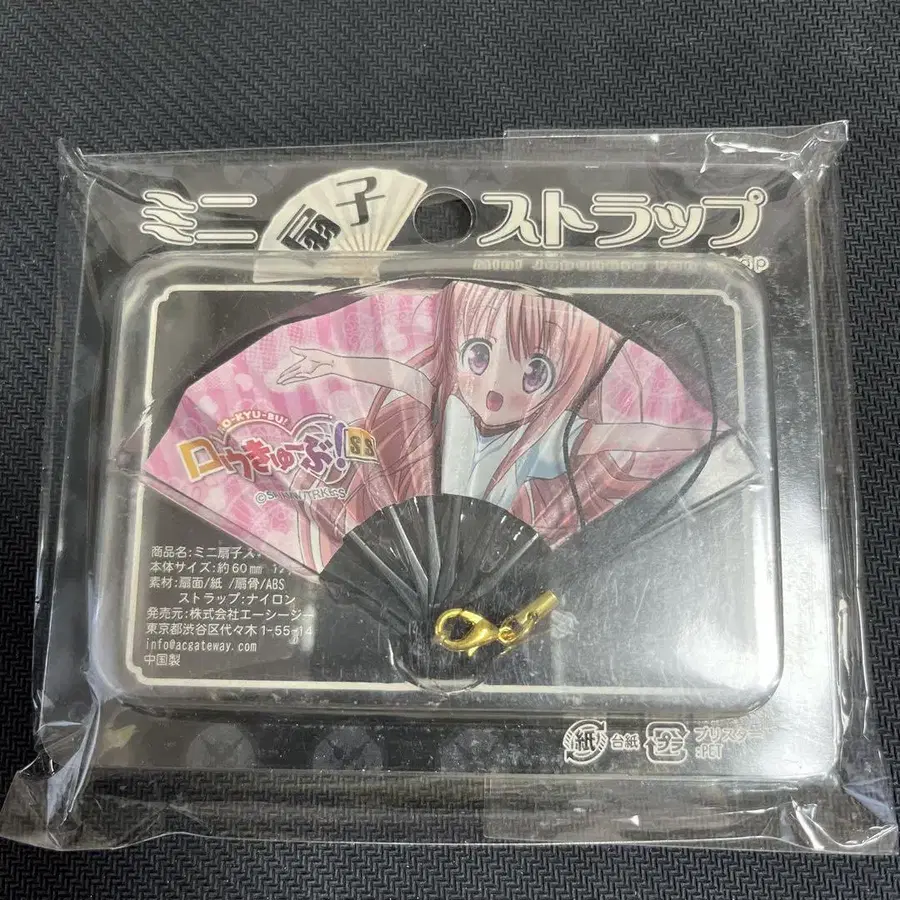 ミニ扇子ストラップ
Mini Japanese Fan
RO-KYU-BU!
ロウきゅーぶ!SS
商品名:ミニ扇子ス
本体サイズ:約60mm
素材:扇面/紙 /扇骨/ABS
ストラップ:ナイロン
発売元:株式会社エーシージー
東京都渋谷区代々木1-55-14
info@acgateway.com
中国製
紙 台紙
プラ ブリスター
:PET